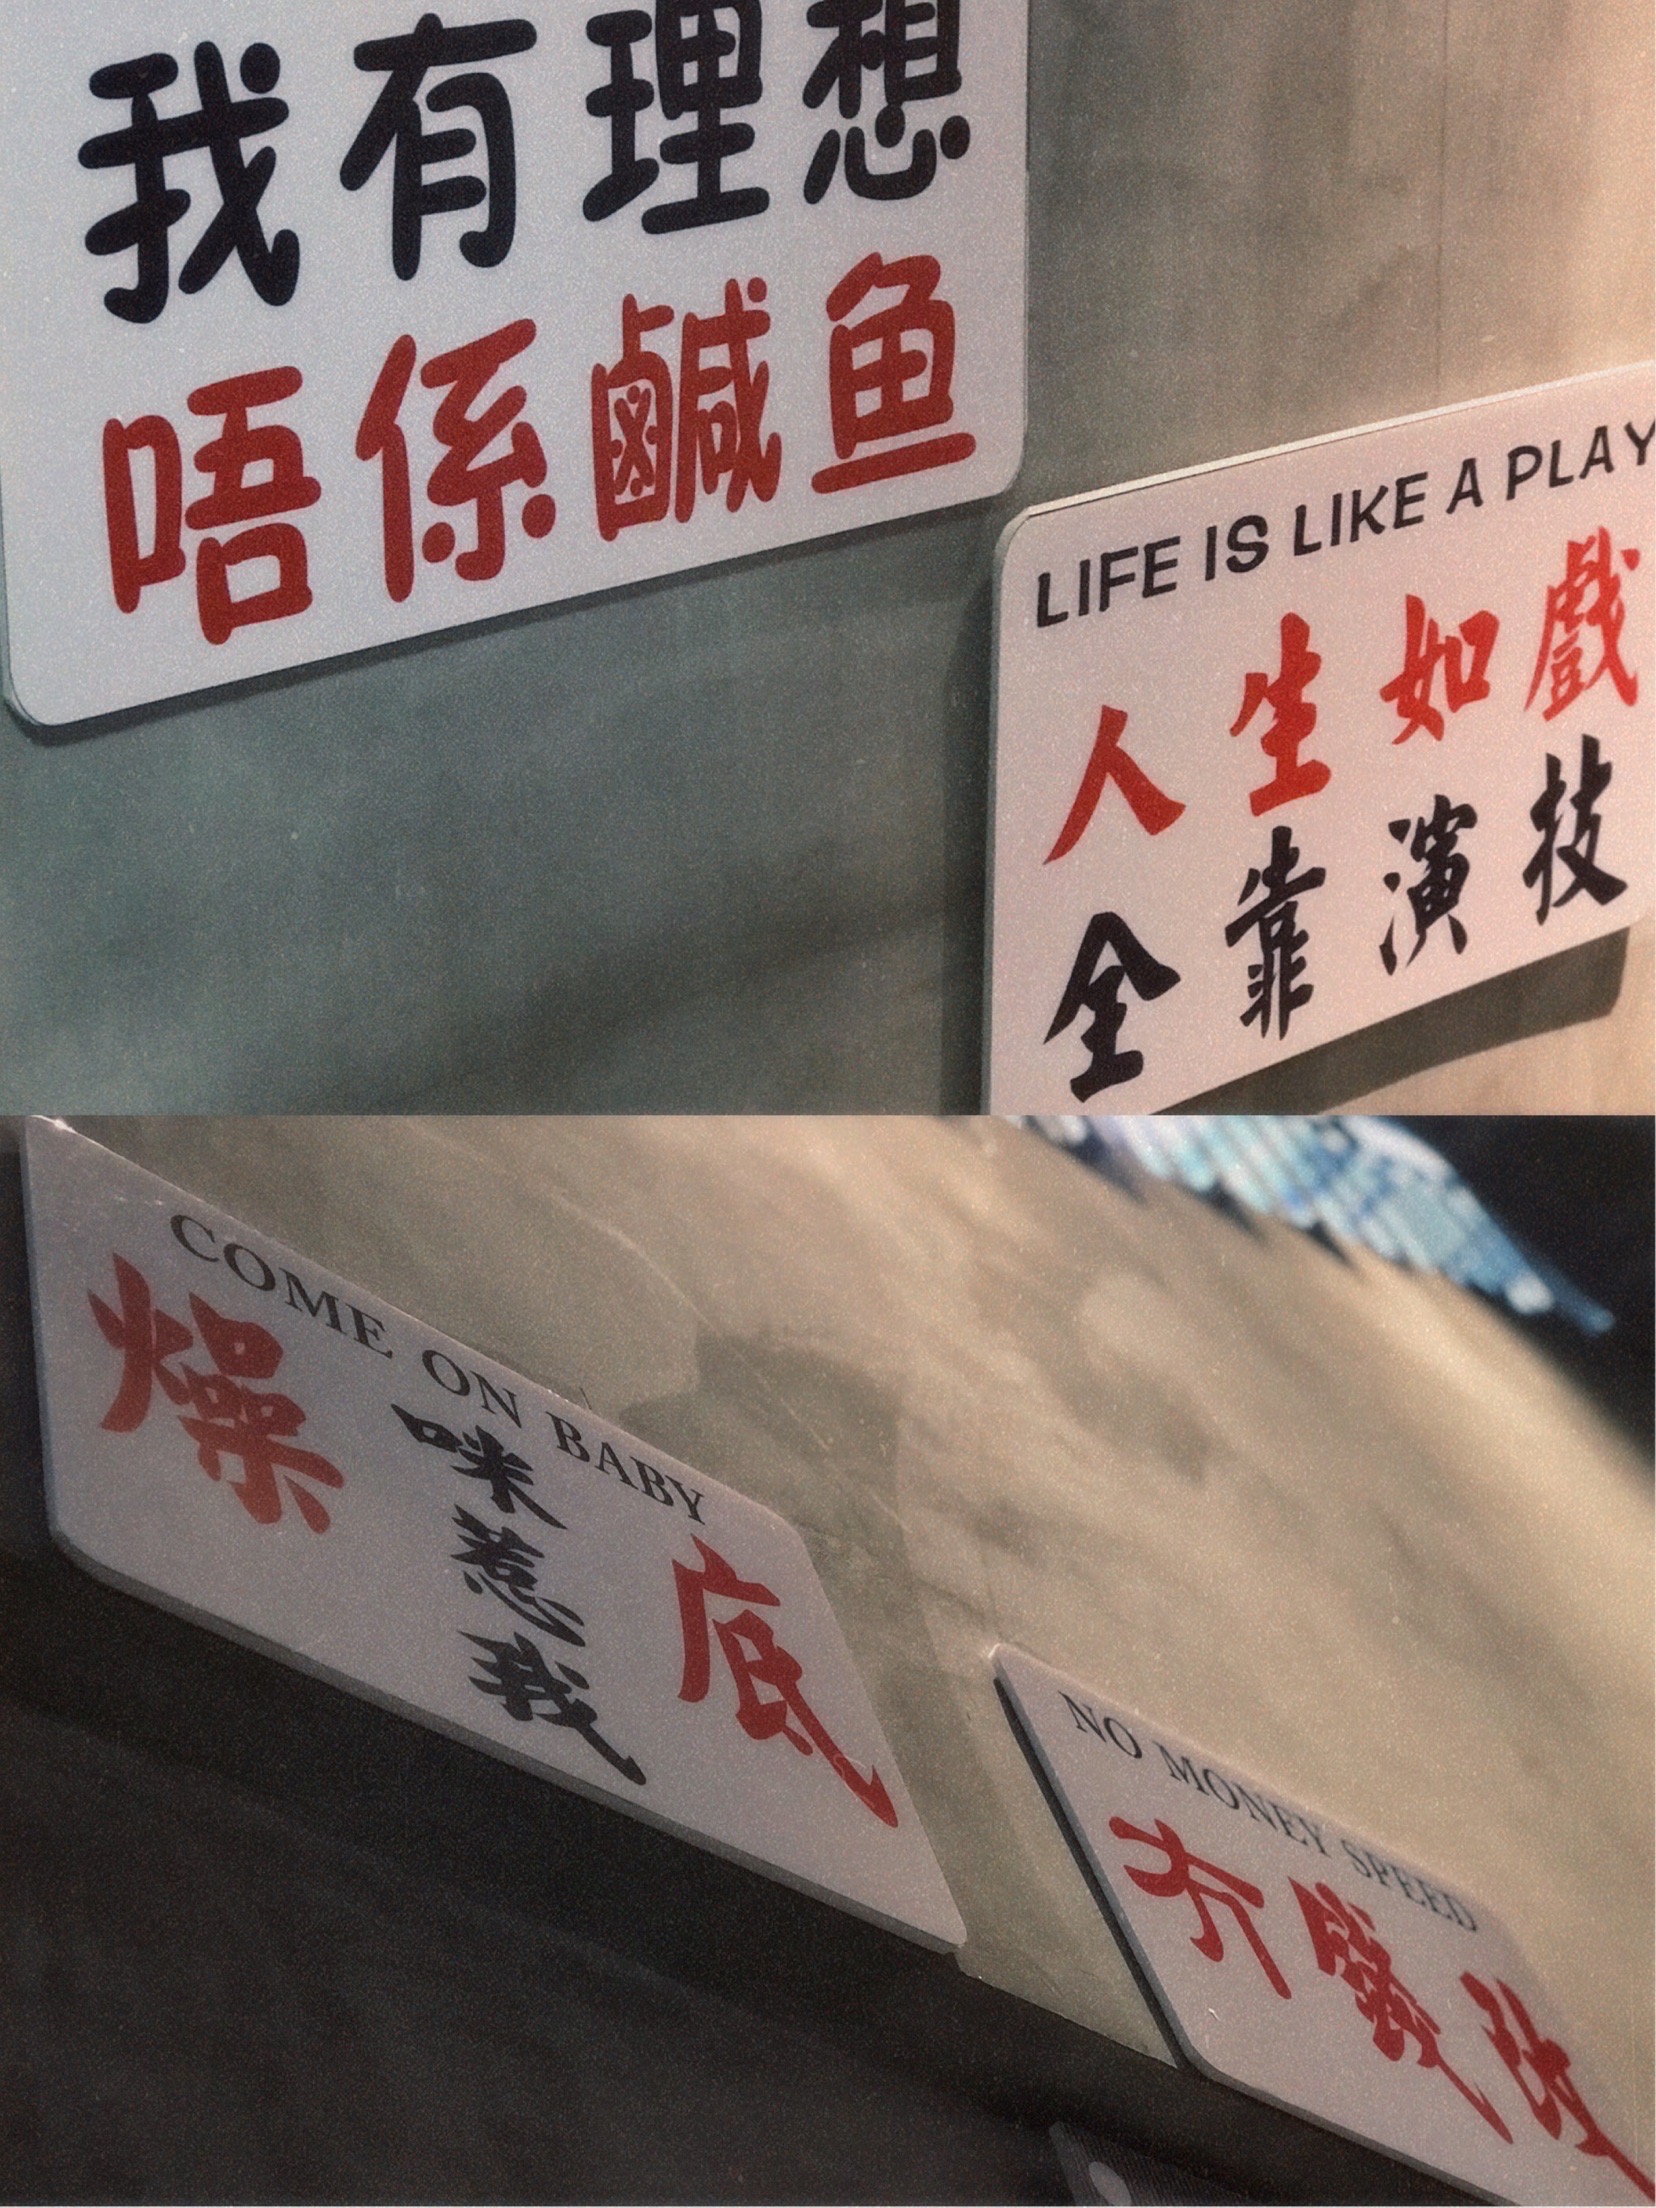 我有理想
唔係鹹鱼
LIFE IS LIKE A PLAY
人生如戲
全靠演技
COME ON BABY
燥底
咪惹我
NO MONEY SPEED
冇錢